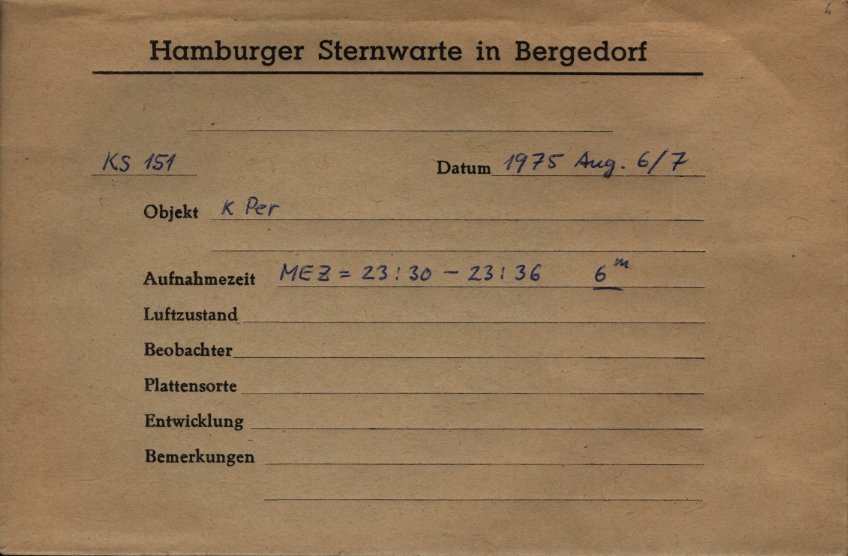 6
Hamburger Sternwarte in Bergedorf
KS 151 Datum 1975 Aug. 6/7
Objekt κ Per
Aufnahmezeit MEZ = 23:30 – 23:36 6ᵐ
Luftzustand
Beobachter
Plattensorte
Entwicklung
Bemerkungen